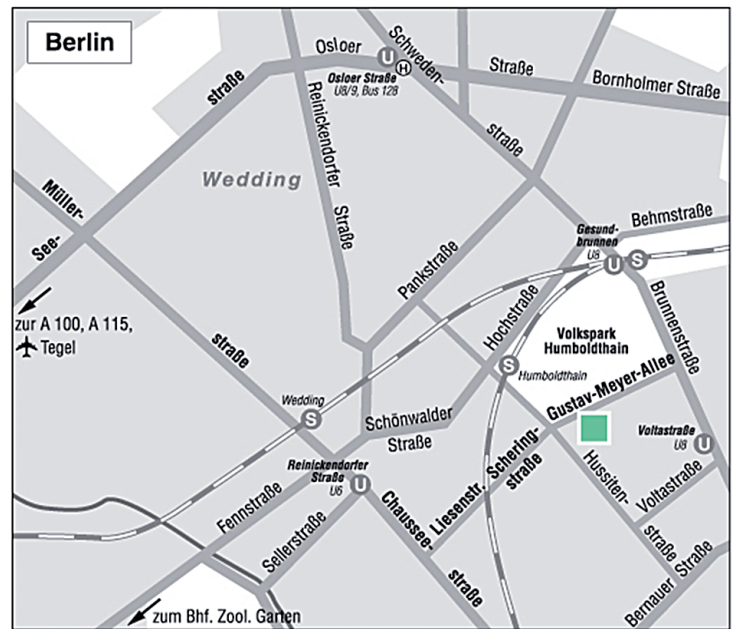 Berlin
Osloer
Schweden-
straße
Osloer Straße
U8/9, Bus 128
U
H
Straße
Bornholmer Straße
straße
Reinickendorfer
Straße
Wedding
Müller-
See-
zur A 100, A 115,
Tegel
straße
Pankstraße
Gesund-
brunnen
U8
U
S
Behmstraße
Hochstraße
Brunnenstraße
Volkspark
Humboldthain
S
Humboldthain
Gustav-Meyer-Allee
Wedding
S
Schönwalder
Straße
Reinickendorfer
Straße
U6
U
Voltastraße
U8
U
Fennstraße
Sellerstraße
Chaussee-
straße
Liesenstr.
Schering-
straße
Hussiten-
straße
Voltastraße
Bernauer Straße
zum Bhf. Zool. Garten